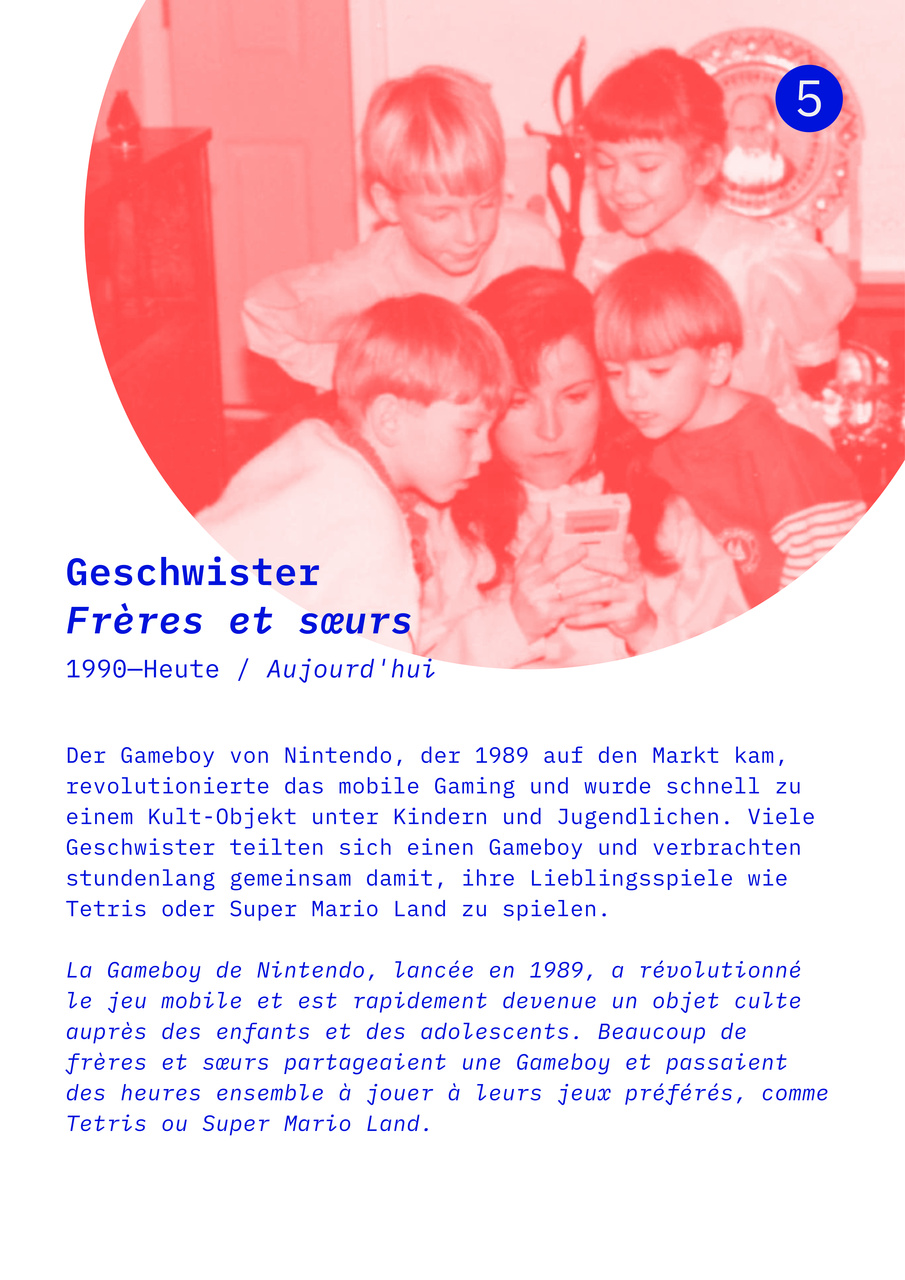 5
Geschwister
Frères et sœurs
1990—Heute / Aujourd'hui
Der Gameboy von Nintendo, der 1989 auf den Markt kam,
revolutionierte das mobile Gaming und wurde schnell zu
einem Kult-Objekt unter Kindern und Jugendlichen. Viele
Geschwister teilten sich einen Gameboy und verbrachten
stundenlang gemeinsam damit, ihre Lieblingsspiele wie
Tetris oder Super Mario Land zu spielen.
La Gameboy de Nintendo, lancée en 1989, a révolutionné
le jeu mobile et est rapidement devenue un objet culte
auprès des enfants et des adolescents. Beaucoup de
frères et sœurs partageaient une Gameboy et passaient
des heures ensemble à jouer à leurs jeux préférés, comme
Tetris ou Super Mario Land.